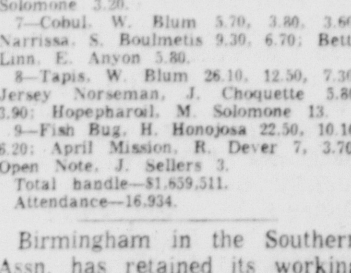 Solomone 3.20.
7—Cobul, W. Blum 5.70, 3.80, 3.60
Narrissa, S. Boulmetis 9.30, 6.70; Bett
Linn, E. Anyon 5.80.
8—Tapis, W. Blum 26.10, 12.50, 7.30
Jersey Norseman, J. Choquette 5.80
3.90; Hopepharoil, M. Solomone 13.
9—Fish Bug, H. Honojosa 22.50, 10.10
6.20; April Mission, R. Dever 7, 3.70
Open Note, J. Sellers 3.
Total handle—$1,659,511.
Attendance—16,934.
Birmingham in the Southern
Assn. has retained its working